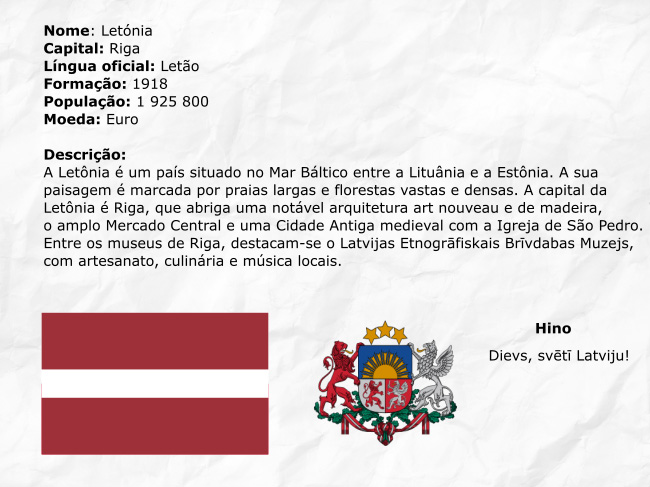 Nome: Letónia
Capital: Riga
Língua oficial: Letão
Formação: 1918
População: 1 925 800
Moeda: Euro
Descrição:
A Letônia é um país situado no Mar Báltico entre a Lituânia e a Estônia. A sua
paisagem é marcada por praias largas e florestas vastas e densas. A capital da
Letônia é Riga, que abriga uma notável arquitetura art nouveau e de madeira,
o amplo Mercado Central e uma Cidade Antiga medieval com a Igreja de São Pedro.
Entre os museus de Riga, destacam-se o Latvijas Etnogrāfiskais Brīvdabas Muzejs,
com artesanato, culinária e música locais.
Hino
Dievs, svētī Latviju!